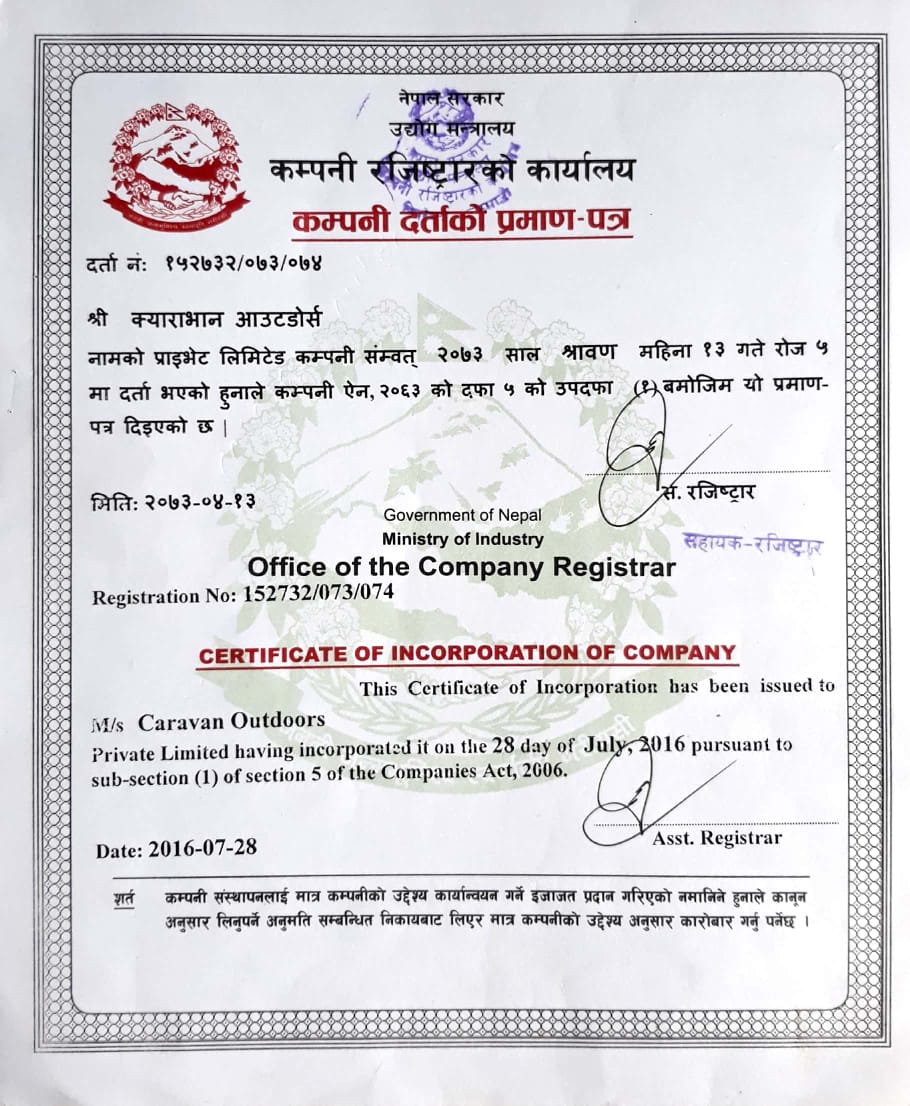 नेपाल सरकार
उद्योग मन्त्रालय
कम्पनी रजिष्ट्रारको कार्यालय
कम्पनी दर्ताको प्रमाण-पत्र
दर्ता नं: १५२७३२/०७३/०७४
श्री क्याराभान आउटडोर्स
नामको प्राइभेट लिमिटेड कम्पनी संम्वत् २०७३ साल श्रावण महिना १३ गते रोज ५
मा दर्ता भएको हुनाले कम्पनी ऐन, २०६३ को दफा ५ को उपदफा (१) बमोजिम यो प्रमाण-
पत्र दिइएको छ |
स. रजिष्ट्रार
मिति: २०७३-०४-१३
सहायक-रजिष्ट्रार
Government of Nepal
Ministry of Industry
Office of the Company Registrar
Registration No: 152732/073/074
CERTIFICATE OF INCORPORATION OF COMPANY
This Certificate of Incorporation has been issued to
M/s Caravan Outdoors
Private Limited having incorporated it on the 28 day of July, 2016 pursuant to
sub-section (1) of section 5 of the Companies Act, 2006.
Asst. Registrar
Date: 2016-07-28
शर्त कम्पनी संस्थापनलाई मात्र कम्पनीको उद्देश्य कार्यान्वयन गर्ने इजाजत प्रदान गरिएको नमानिने हुनाले कानून
अनुसार लिनुपर्ने अनुमति सम्बन्धित निकायबाट लिएर मात्र कम्पनीको उद्देश्य अनुसार कारोबार गर्नु पर्नेछ ।